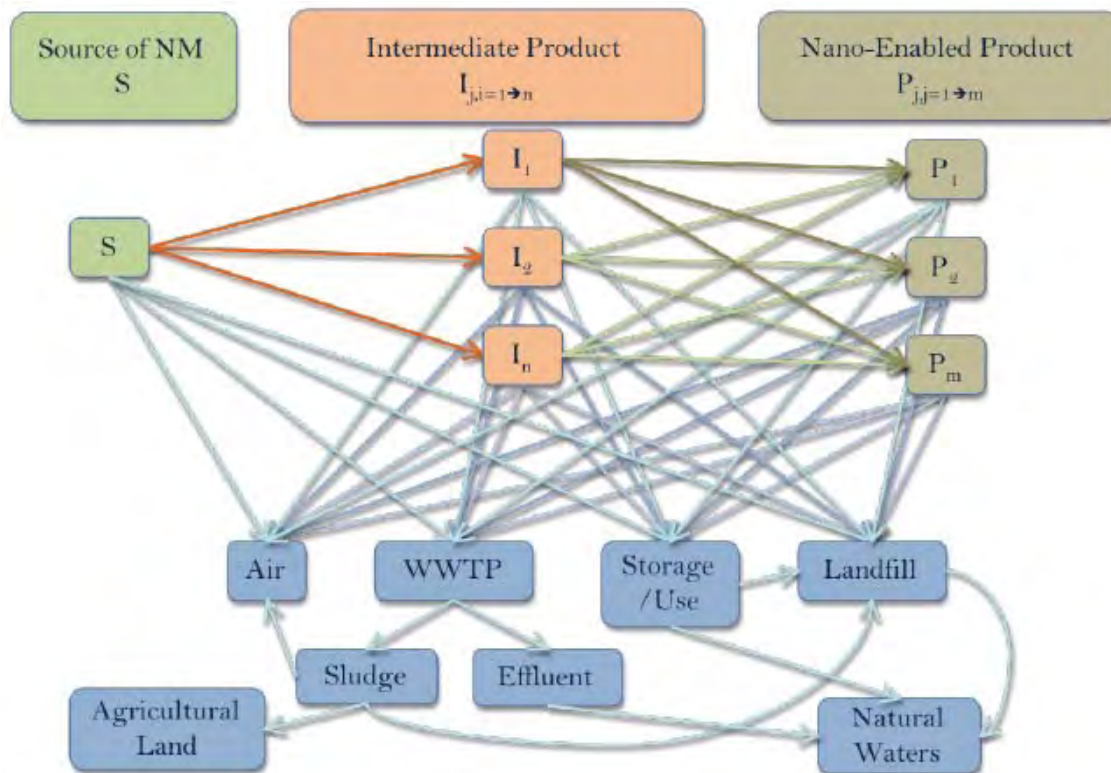 Source of NM
S
Intermediate Product
I j,i=1➔n
Nano-Enabled Product
P j,j=1➔m
I 1
P 1
S
I 2
P 2
I n
P m
Air
WWTP
Storage
/Use
Landfill
Sludge
Effluent
Agricultural
Land
Natural
Waters